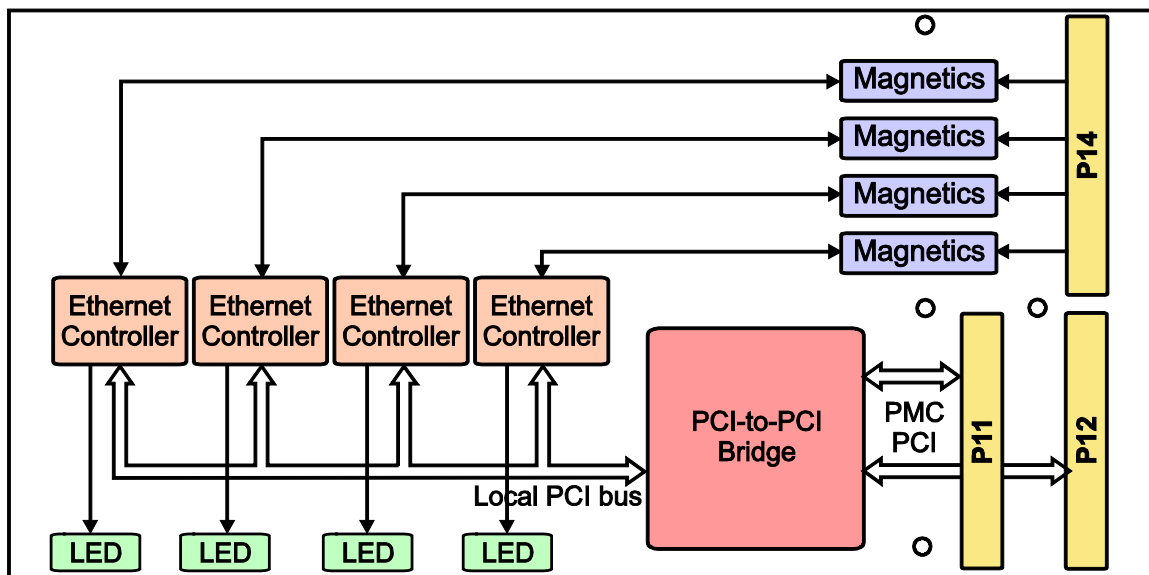 Magnetics
Magnetics
Magnetics
Magnetics
P14
Ethernet
Controller
Ethernet
Controller
Ethernet
Controller
Ethernet
Controller
PCI-to-PCI
Bridge
PMC
PCI
P11
P12
Local PCI bus
LED
LED
LED
LED